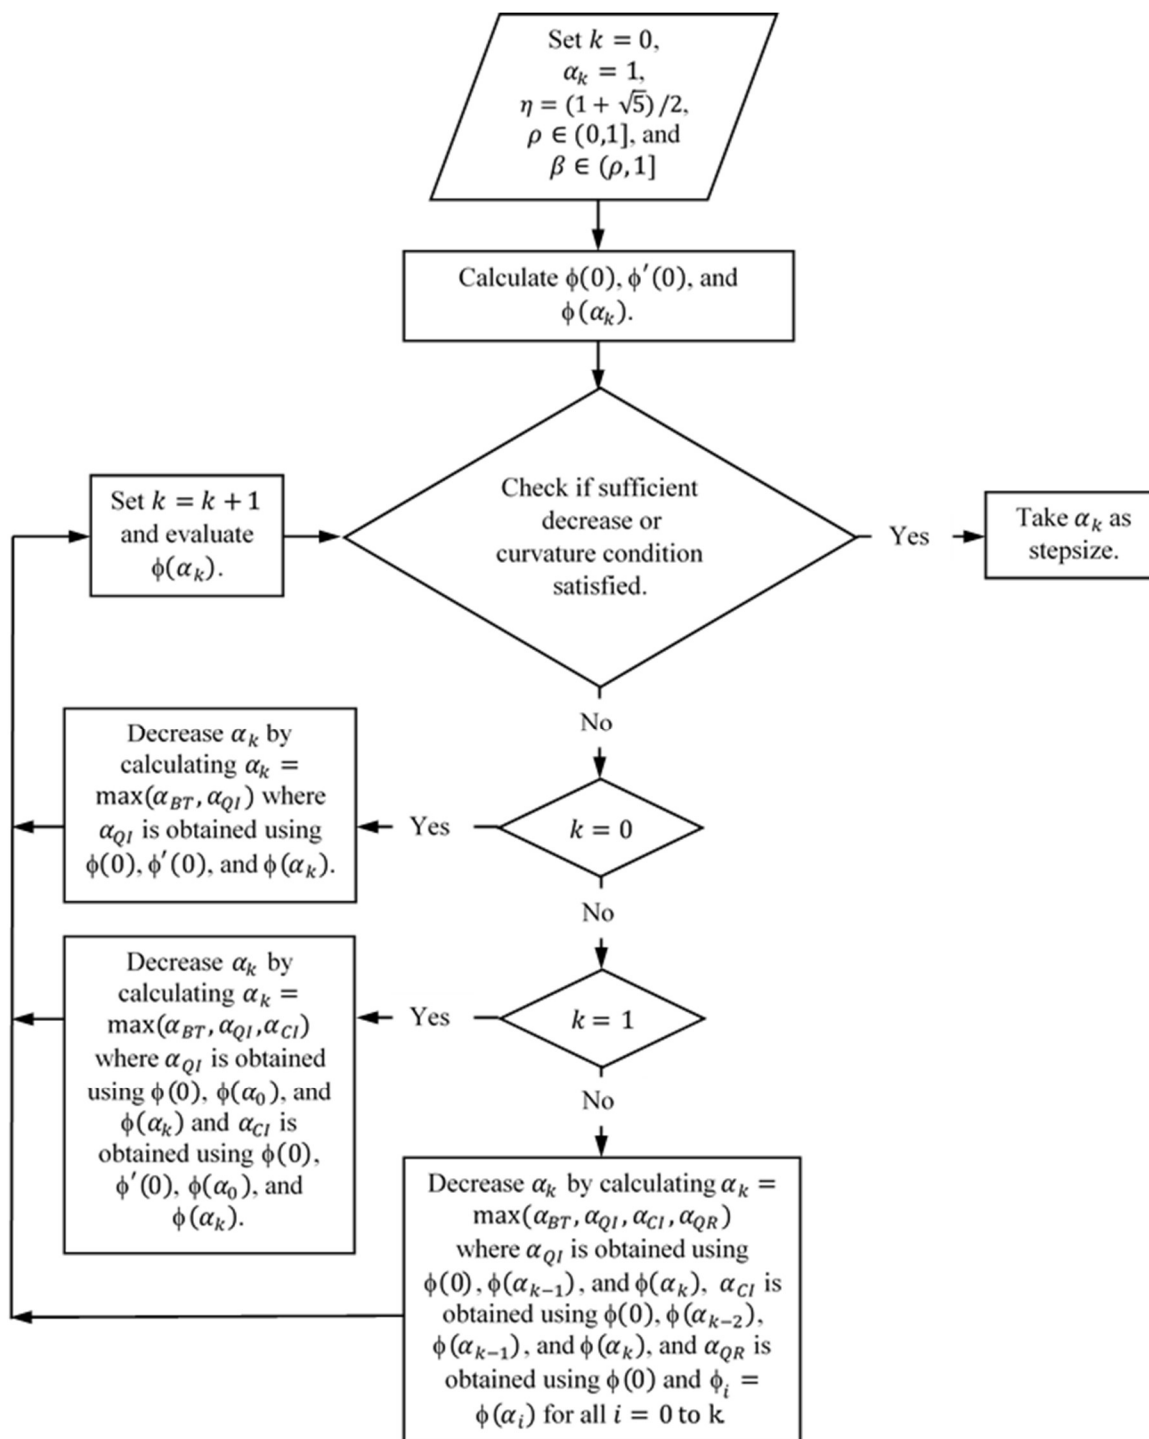 Set k = 0,
α_k = 1,
η = (1 + √5)/2,
ρ ∈ (0,1], and
β ∈ (ρ, 1]
Calculate ϕ(0), ϕ′(0), and
ϕ(α_k).
Check if sufficient
decrease or
curvature condition
satisfied.
Yes
Take α_k as
stepsize.
Set k = k + 1
and evaluate
ϕ(α_k).
No
k = 0
Yes
Decrease α_k by
calculating α_k =
max(α_BT, α_QI) where
α_QI is obtained using
ϕ(0), ϕ′(0), and ϕ(α_k).
No
k = 1
Yes
Decrease α_k by
calculating α_k =
max(α_BT, α_QI, α_CI)
where α_QI is obtained
using ϕ(0), ϕ(α_0), and
ϕ(α_k) and α_CI is
obtained using ϕ(0),
ϕ′(0), ϕ(α_0), and
ϕ(α_k).
No
Decrease α_k by calculating α_k =
max(α_BT, α_QI, α_CI, α_QR)
where α_QI is obtained using
ϕ(0), ϕ(α_{k−1}), and ϕ(α_k), α_CI is
obtained using ϕ(0), ϕ(α_{k−2}),
ϕ(α_{k−1}), and ϕ(α_k), and α_QR is
obtained using ϕ(0) and ϕ_i =
ϕ(α_i) for all i = 0 to k